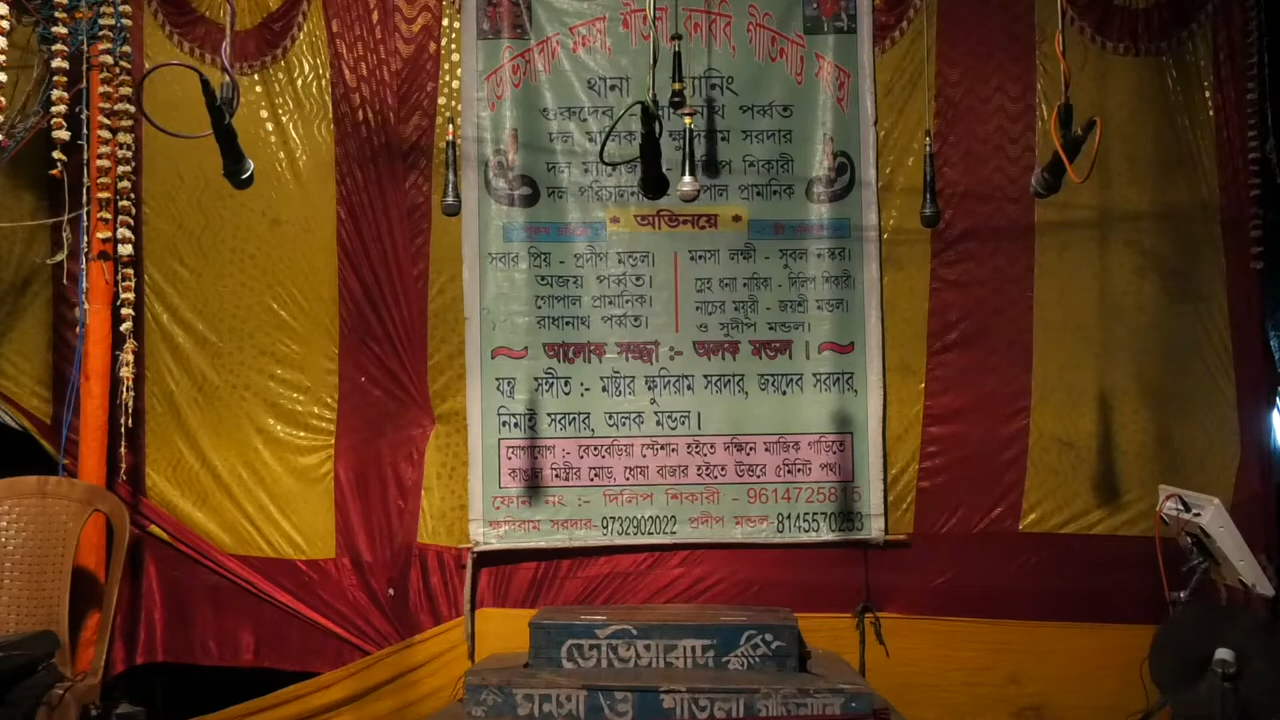 ডেভিসাবাদ মনসা, শীতলা, বনবিবি, গীতিনাট্ট সংস্থা
থানা ক্যানিং
গুরুদেব - রাধানাথ পর্ব্বত
দল মালিক ক্ষুদিরাম সরদার
দল ম্যানেজার - দিলিপ শিকারী
দল পরিচালনা গোপাল প্রামানিক
* অভিনয়ে *
সবার প্রিয় - প্রদীপ মন্ডল।
অজয় পর্ব্বত।
গোপাল প্রামানিক।
রাধানাথ পর্ব্বত।
মনসা লক্ষী - সুবল নস্কর।
স্নেহ ধন্যা নায়িকা - দিলিপ শিকারী।
নাচের ময়ূরী - জয়শ্রী মন্ডল।
ও সুদীপ মন্ডল।
আলোক সজ্জা :- অলক মন্ডল ।
যন্ত্র সঙ্গীত :- মাষ্টার ক্ষুদিরাম সরদার, জয়দেব সরদার,
নিমাই সরদার, অলক মন্ডল।
যোগাযোগ :- বেতবেড়িয়া স্টেশান হইতে দক্ষিনে ম্যাজিক গাড়িতে
কাঙাল মিস্ত্রীর মোড়, ধোষা বাজার হইতে উত্তরে ৫মিনিট পথ।
ফোন নং :- দিলিপ শিকারী - 9614725815
ক্ষুদিরাম সরদার-9732902022 প্রদীপ মন্ডল-8145570253
ডেভিসাবাদ ক্যানিং
মনসা ও শীতলা গীতিনাট্ট